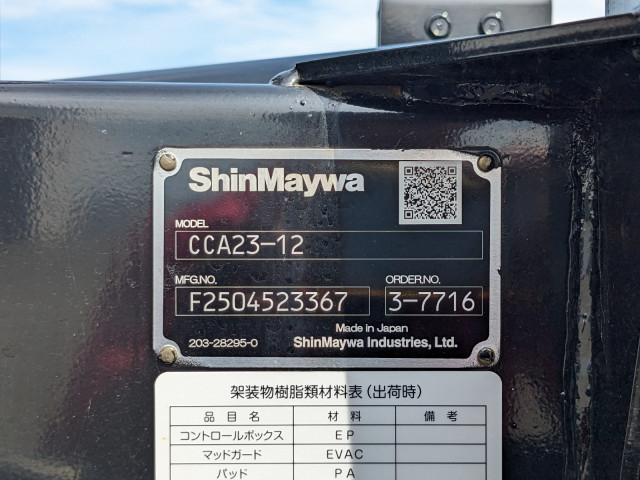 ShinMaywa
MODEL
CCA23-12
MFG.NO. ORDER.NO.
F2504523367 3-7716
Made in Japan
203-28295-0 ShinMaywa Industries, Ltd.
架装物樹脂類材料表（出荷時）
品目名 材料 備考
コントロールボックス EP
マッドガード EVAC
パッド PA